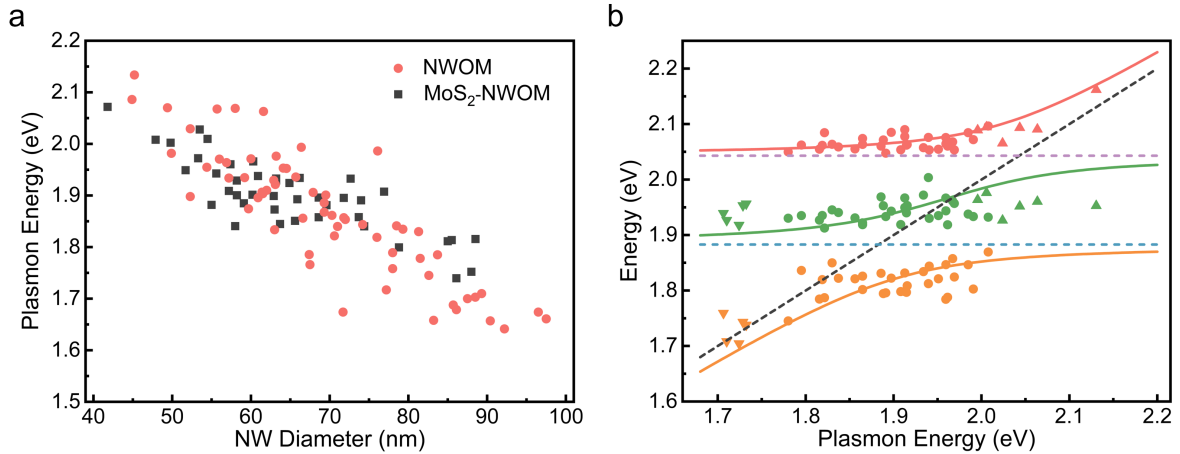 a
b
2.2
2.1
2.0
1.9
1.8
1.7
1.6
1.5
Plasmon Energy (eV)
NWOM
MoS2-NWOM
40 50 60 70 80 90 100
NW Diameter (nm)
2.2
2.1
2.0
1.9
1.8
1.7
1.6
Energy (eV)
1.7 1.8 1.9 2.0 2.1 2.2
Plasmon Energy (eV)